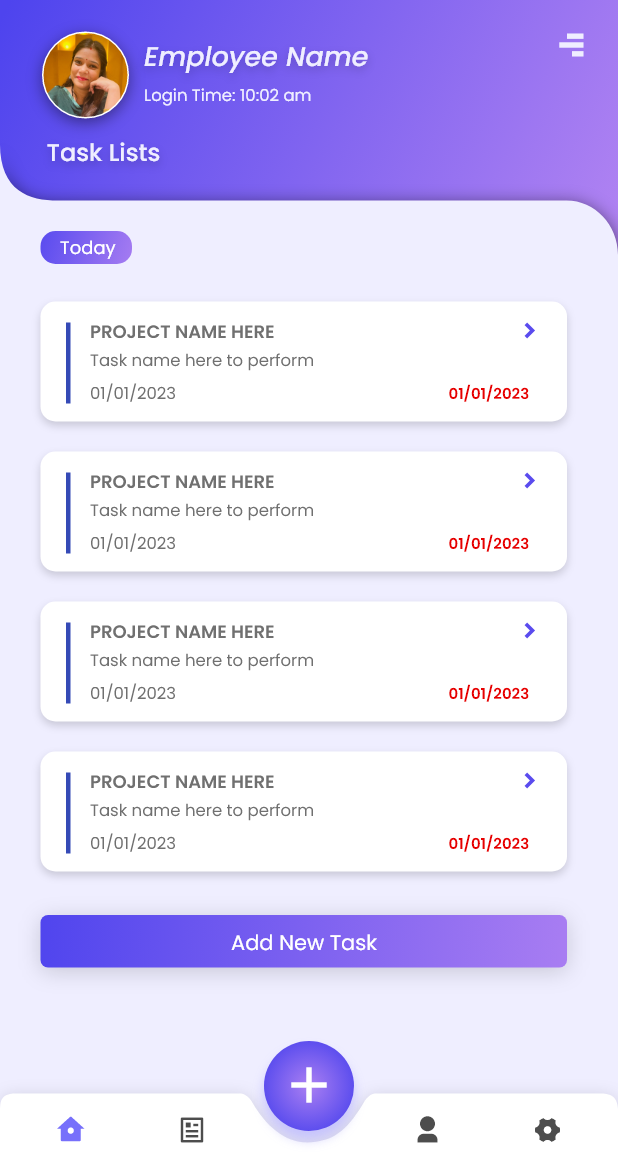 Employee Name
Login Time: 10:02 am
Task Lists
Today
PROJECT NAME HERE
Task name here to perform
01/01/2023 01/01/2023
PROJECT NAME HERE
Task name here to perform
01/01/2023 01/01/2023
PROJECT NAME HERE
Task name here to perform
01/01/2023 01/01/2023
PROJECT NAME HERE
Task name here to perform
01/01/2023 01/01/2023
Add New Task